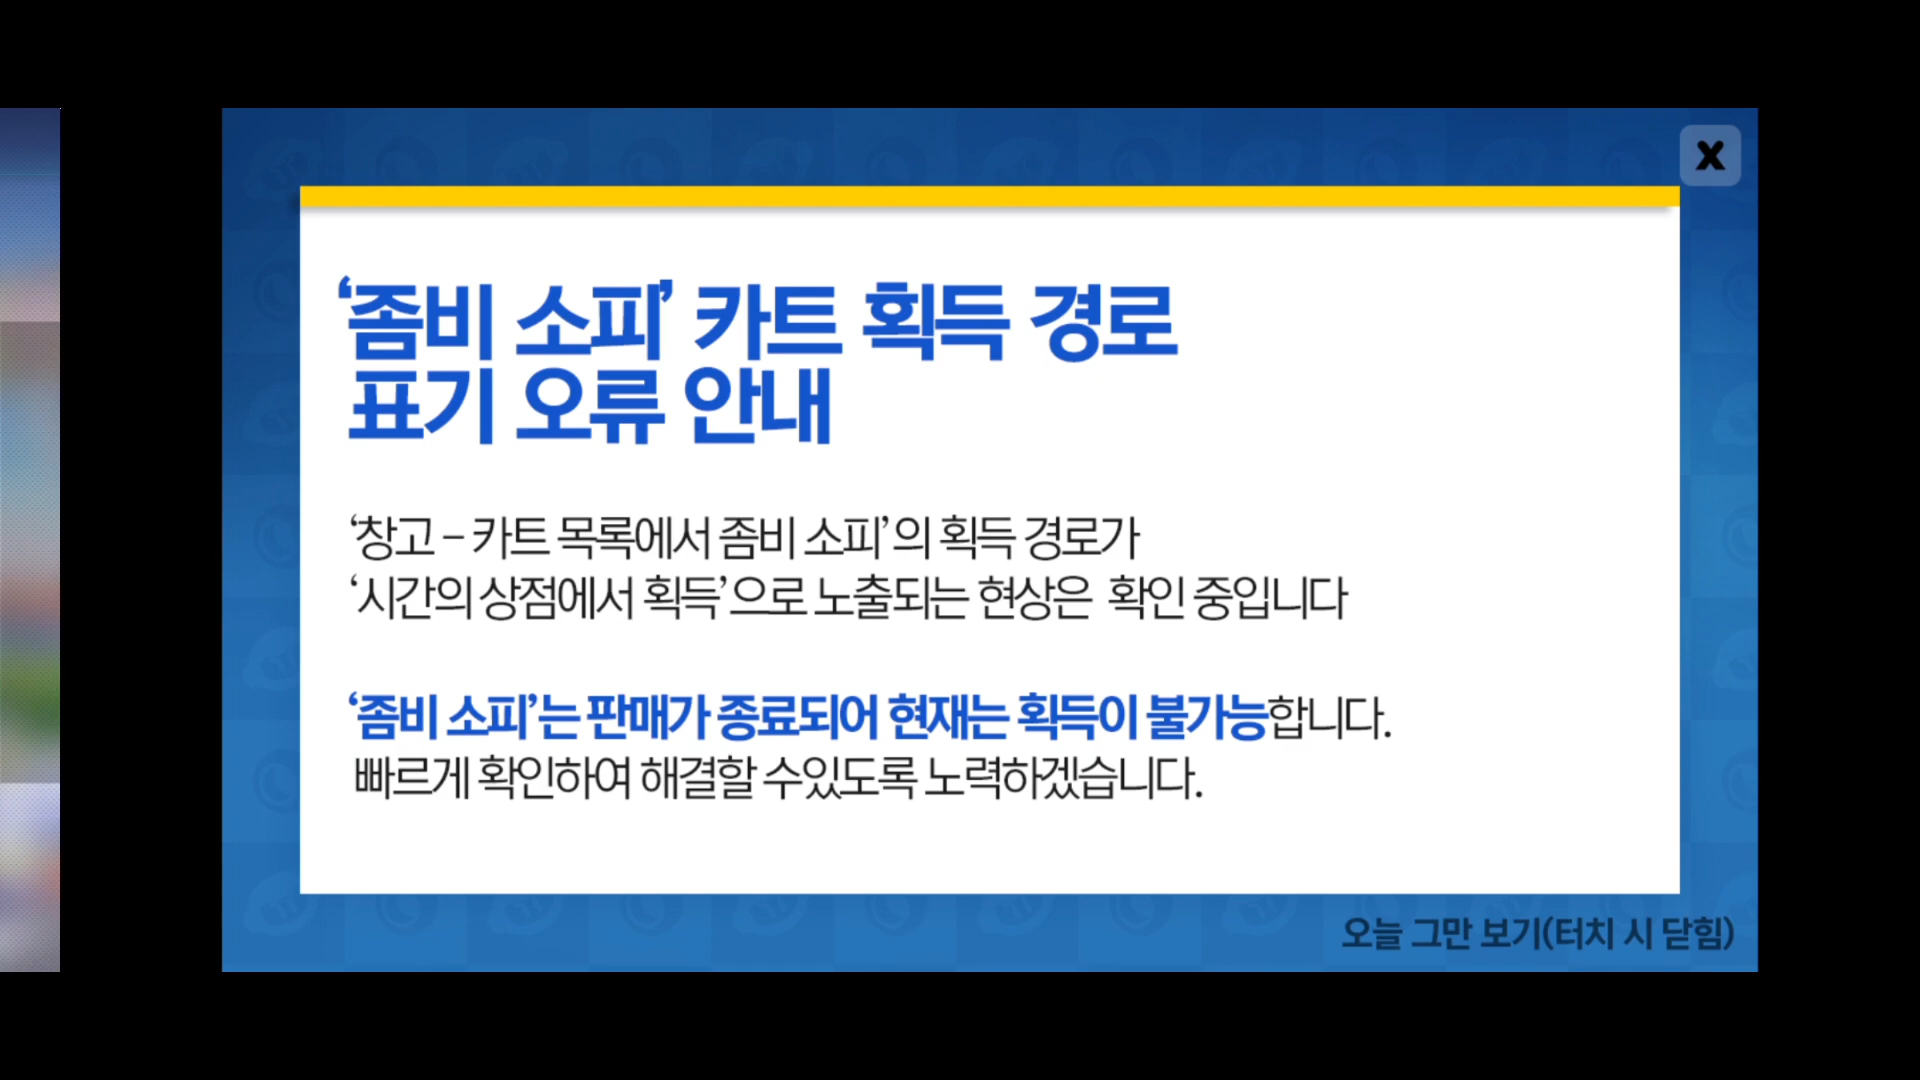 X
‘좀비 소피’ 카트 획득 경로
표기 오류 안내
‘창고 – 카트 목록에서 좀비 소피’의 획득 경로가
‘시간의 상점에서 획득’으로 노출되는 현상은 확인 중입니다
‘좀비 소피’는 판매가 종료되어 현재는 획득이 불가능합니다.
빠르게 확인하여 해결할 수있도록 노력하겠습니다.
오늘 그만 보기(터치 시 닫힘)